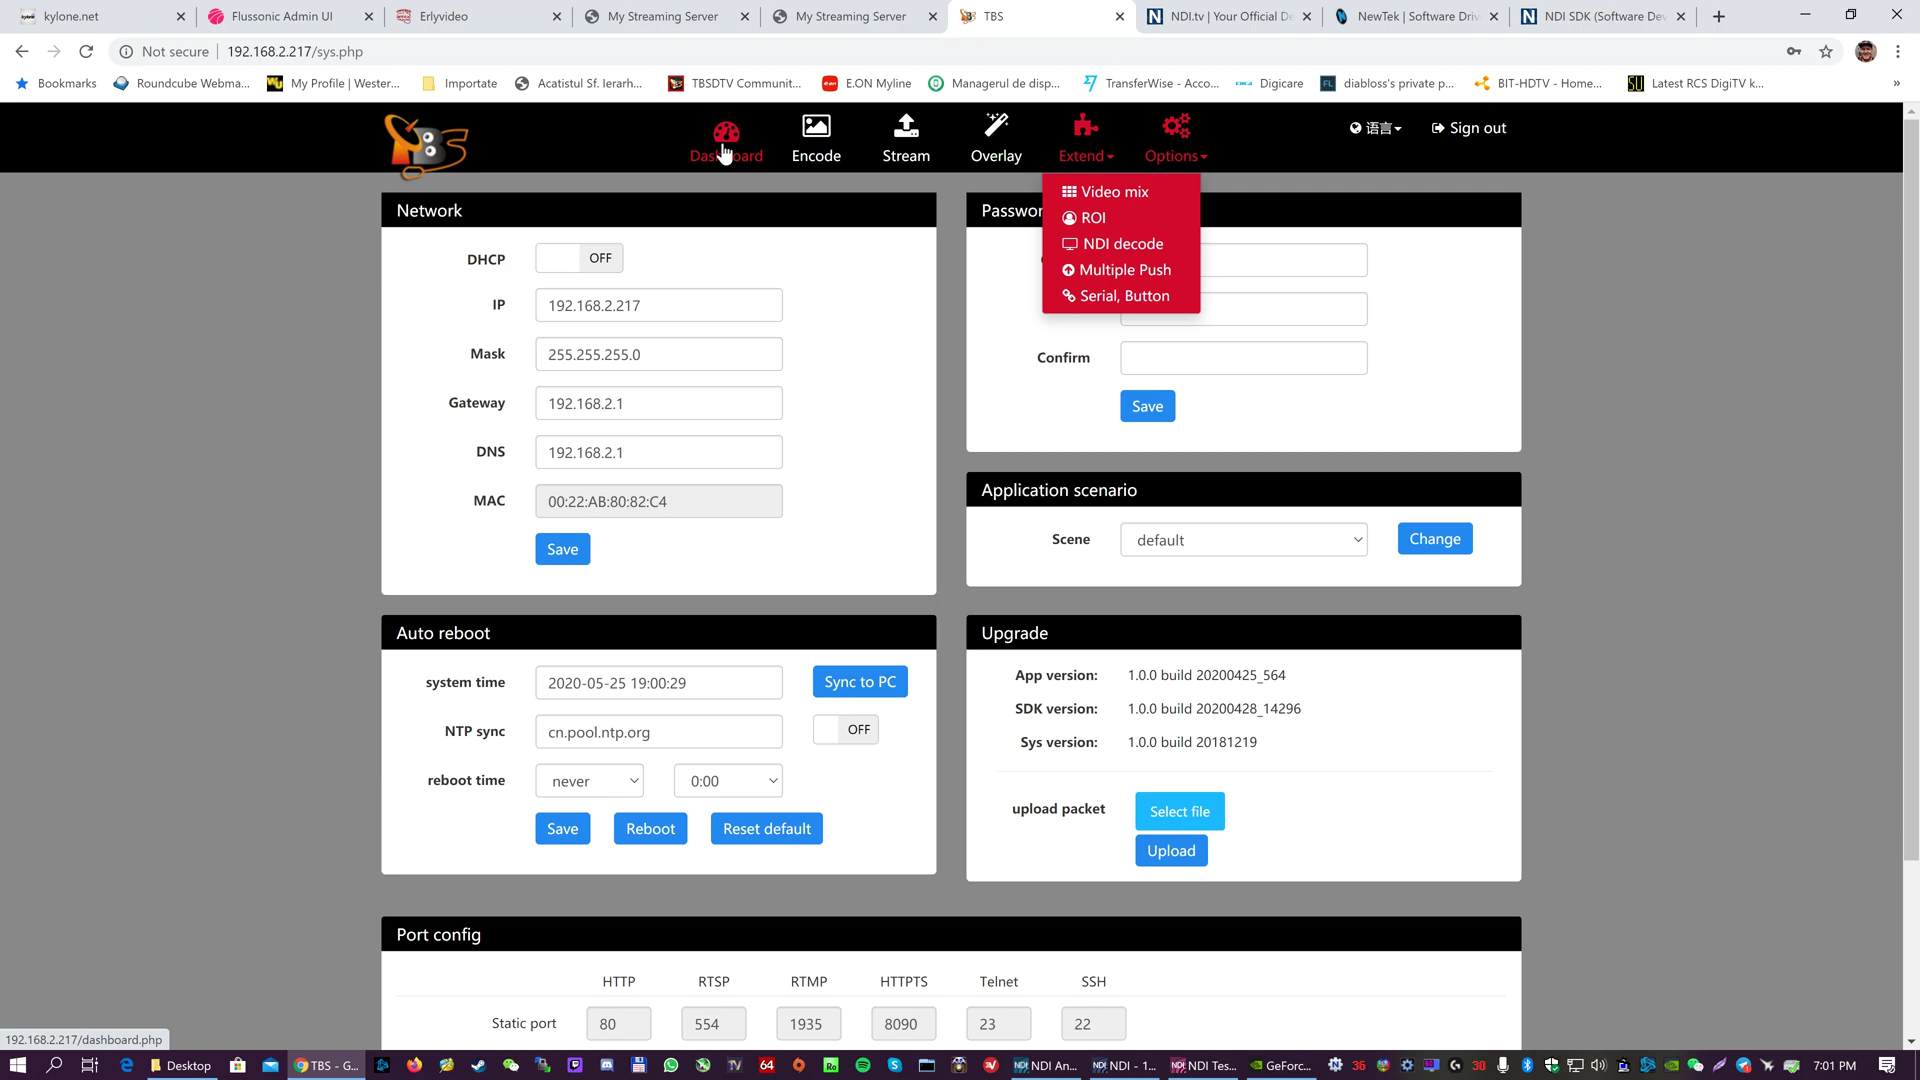 kylone.net
Flussonic Admin UI
Erlyvideo
My Streaming Server
My Streaming Server
TBS
NDI.tv | Your Official De
NewTek | Software Driv
NDI SDK (Software Dev
Not secure
192.168.2.217/sys.php
Bookmarks
Roundcube Webma...
My Profile | Wester...
Importate
Acatistul Sf. Ierarh...
TBSDTV Communit...
E.ON Myline
Managerul de disp...
TransferWise - Acco...
Digicare
diabloss's private p...
BIT-HDTV - Home...
Latest RCS DigiTV k...
»
TBS
Dashboard
Encode
Stream
Overlay
Extend
Options
语言
Sign out
Video mix
ROI
NDI decode
Multiple Push
Serial, Button
Network
DHCP
OFF
IP
192.168.2.217
Mask
255.255.255.0
Gateway
192.168.2.1
DNS
192.168.2.1
MAC
00:22:AB:80:82:C4
Save
Passwor
Confirm
Save
Application scenario
Scene
default
Change
Auto reboot
system time
2020-05-25 19:00:29
Sync to PC
NTP sync
cn.pool.ntp.org
OFF
reboot time
never
0:00
Save
Reboot
Reset default
Upgrade
App version:
1.0.0 build 20200425_564
SDK version:
1.0.0 build 20200428_14296
Sys version:
1.0.0 build 20181219
upload packet
Select file
Upload
Port config
HTTP
RTSP
RTMP
HTTPTS
Telnet
SSH
Static port
80
554
1935
8090
23
22
192.168.2.217/dashboard.php
Desktop
TBS - G...
64
Ro
NDI An...
NDI - 1...
NDI Tes...
GeForc...
36
30
7:01 PM